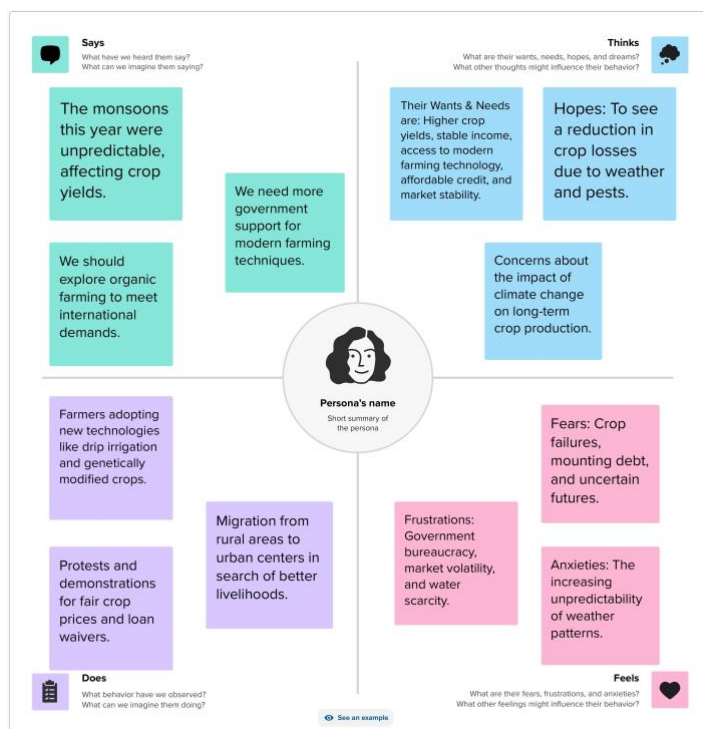 Says
What have we heard them say?
What can we imagine them saying?
The monsoons
this year were
unpredictable,
affecting crop
yields.
We need more
government
support for
modern farming
techniques.
We should
explore organic
farming to meet
international
demands.
Thinks
What are their wants, needs, hopes, and dreams?
What other thoughts might influence their behavior?
Their Wants & Needs
are: Higher crop
yields, stable income,
access to modern
farming technology,
affordable credit, and
market stability.
Hopes: To see
a reduction in
crop losses
due to weather
and pests.
Concerns about
the impact of
climate change
on long-term
crop production.
Persona's name
Short summary of
the persona
Farmers adopting
new technologies
like drip irrigation
and genetically
modified crops.
Migration from
rural areas to
urban centers in
search of better
livelihoods.
Protests and
demonstrations
for fair crop
prices and loan
waivers.
Does
What behavior have we observed?
What can we imagine them doing?
Fears: Crop
failures,
mounting debt,
and uncertain
futures.
Frustrations:
Government
bureaucracy,
market volatility,
and water
scarcity.
Anxieties: The
increasing
unpredictability
of weather
patterns.
Feels
What are their fears, frustrations, and anxieties?
What other feelings might influence their behavior?
See an example